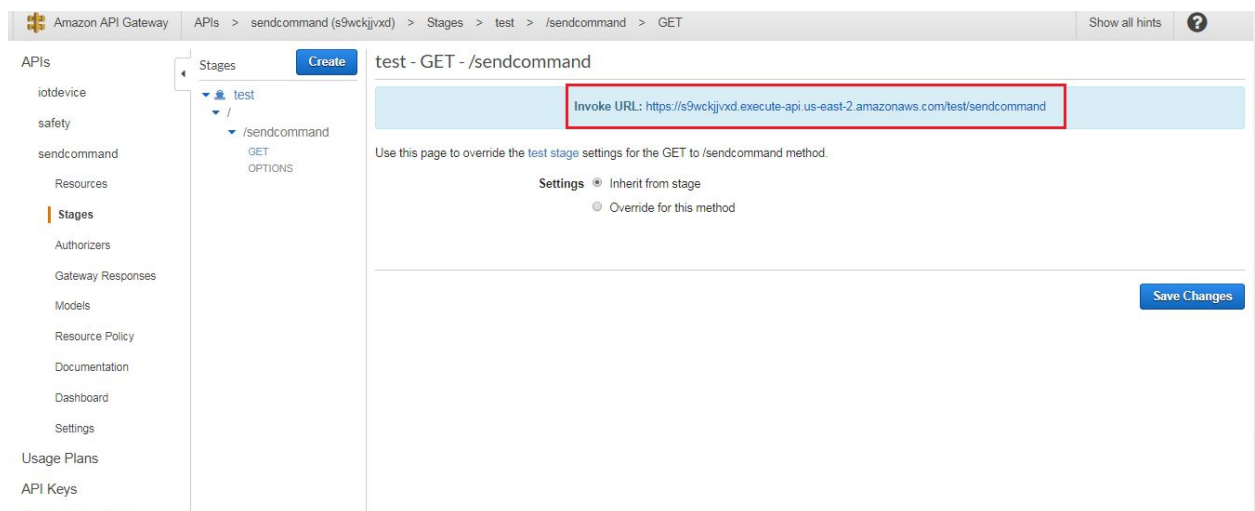 Amazon API Gateway
APIs > sendcommand (s9wckjjvxd) > Stages > test > /sendcommand > GET
Show all hints
?
APIs
iotdevice
safety
sendcommand
Resources
Stages
Authorizers
Gateway Responses
Models
Resource Policy
Documentation
Dashboard
Settings
Usage Plans
API Keys
Stages
Create
test
/
/sendcommand
GET
OPTIONS
test - GET - /sendcommand
Invoke URL: https://s9wckjjvxd.execute-api.us-east-2.amazonaws.com/test/sendcommand
Use this page to override the test stage settings for the GET to /sendcommand method.
Settings Inherit from stage
Override for this method
Save Changes